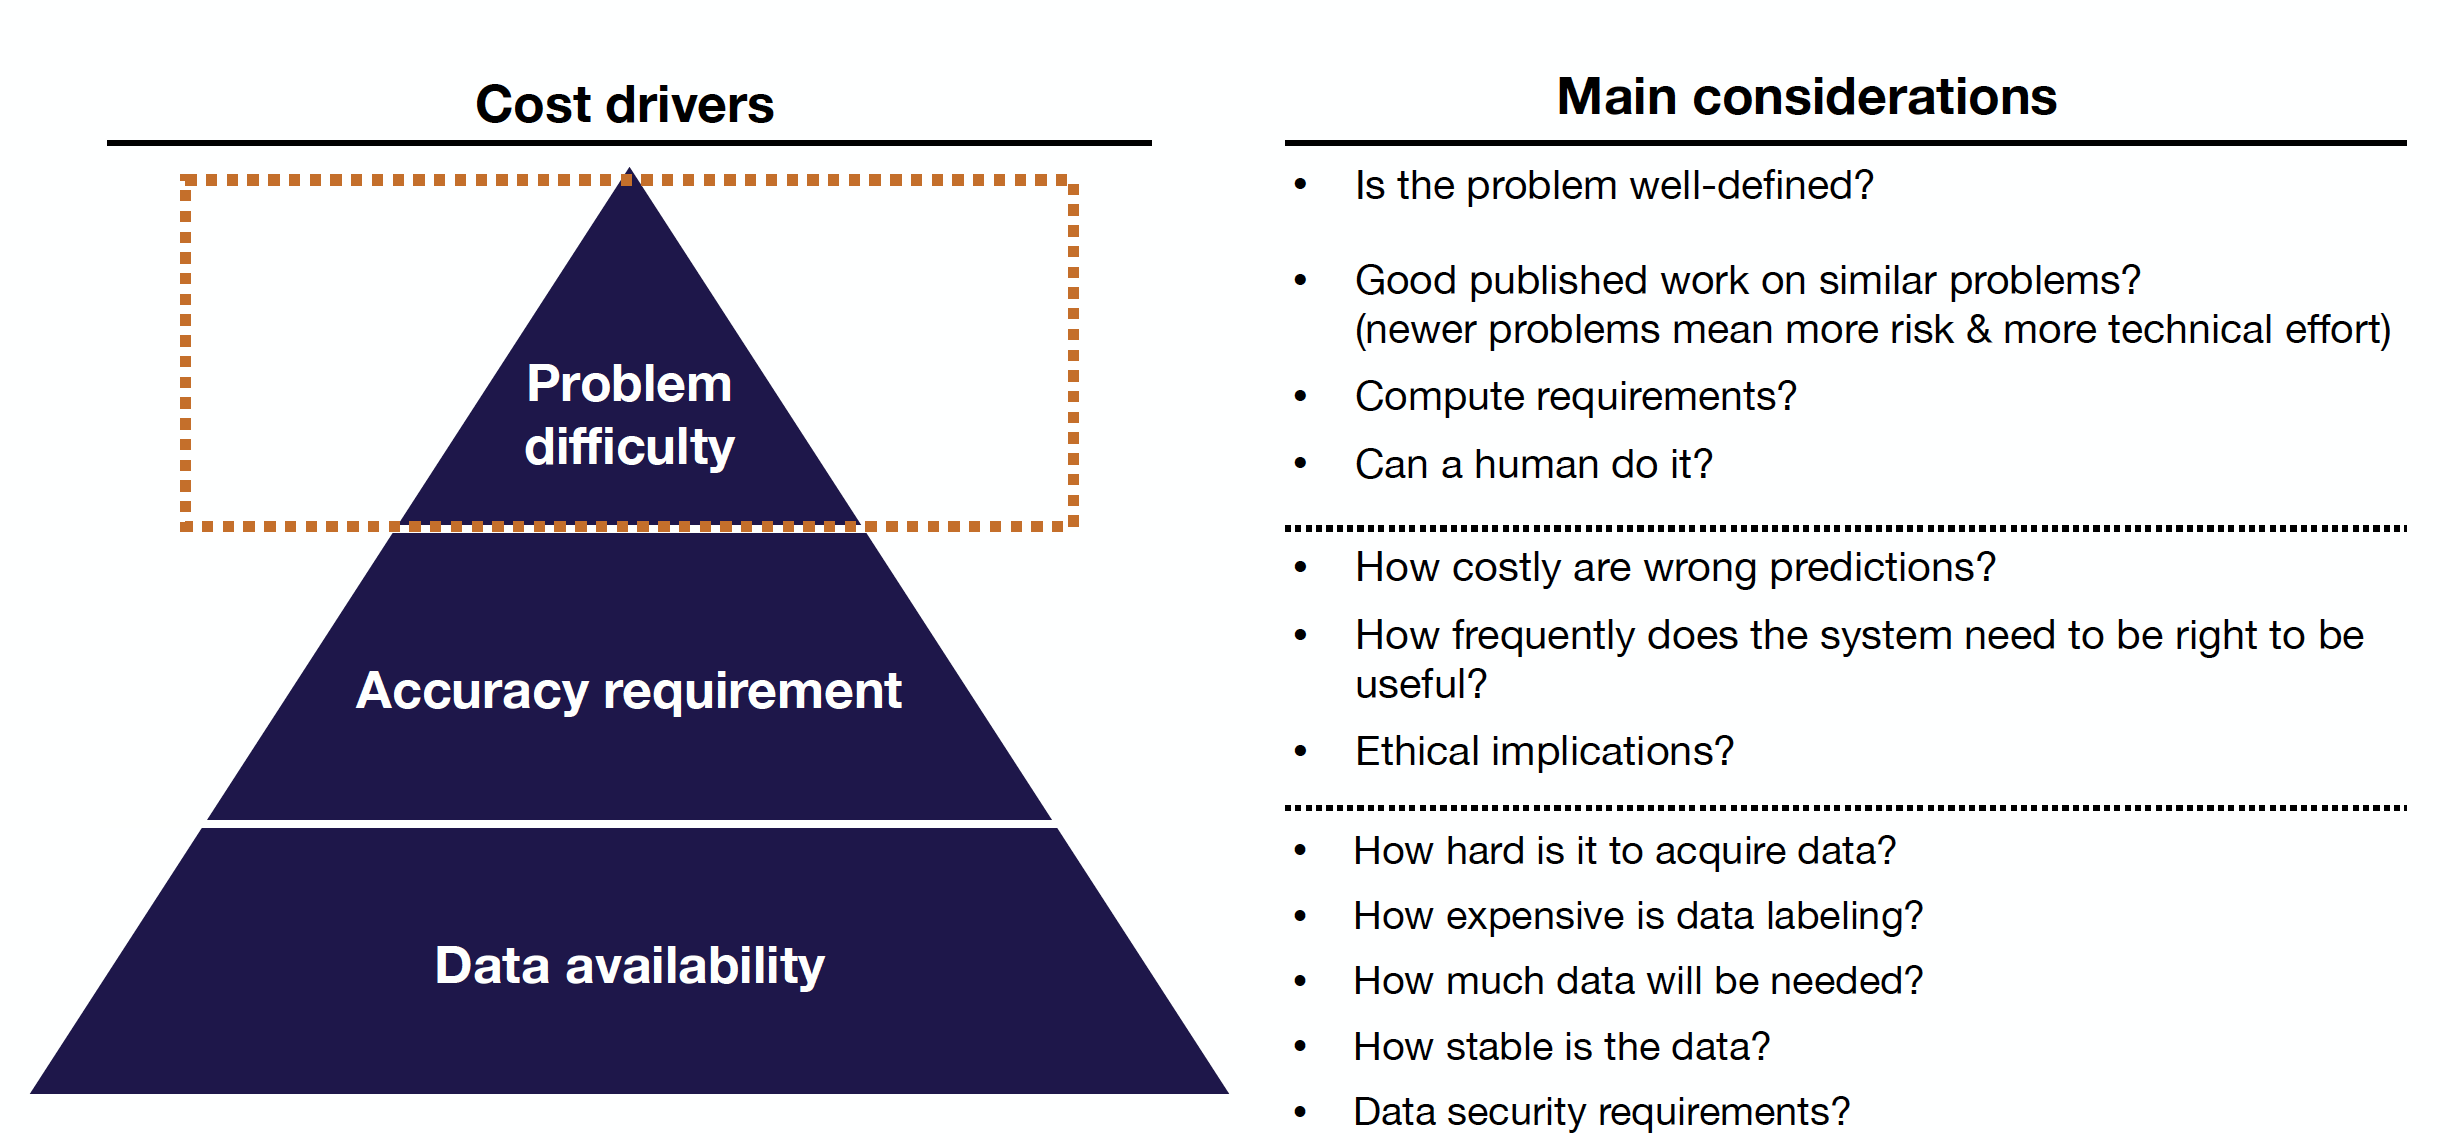 Cost drivers
Problem
difficulty
Accuracy requirement
Data availability
Main considerations
• Is the problem well-defined?
• Good published work on similar problems?
(newer problems mean more risk & more technical effort)
• Compute requirements?
• Can a human do it?
• How costly are wrong predictions?
• How frequently does the system need to be right to be
useful?
• Ethical implications?
• How hard is it to acquire data?
• How expensive is data labeling?
• How much data will be needed?
• How stable is the data?
• Data security requirements?